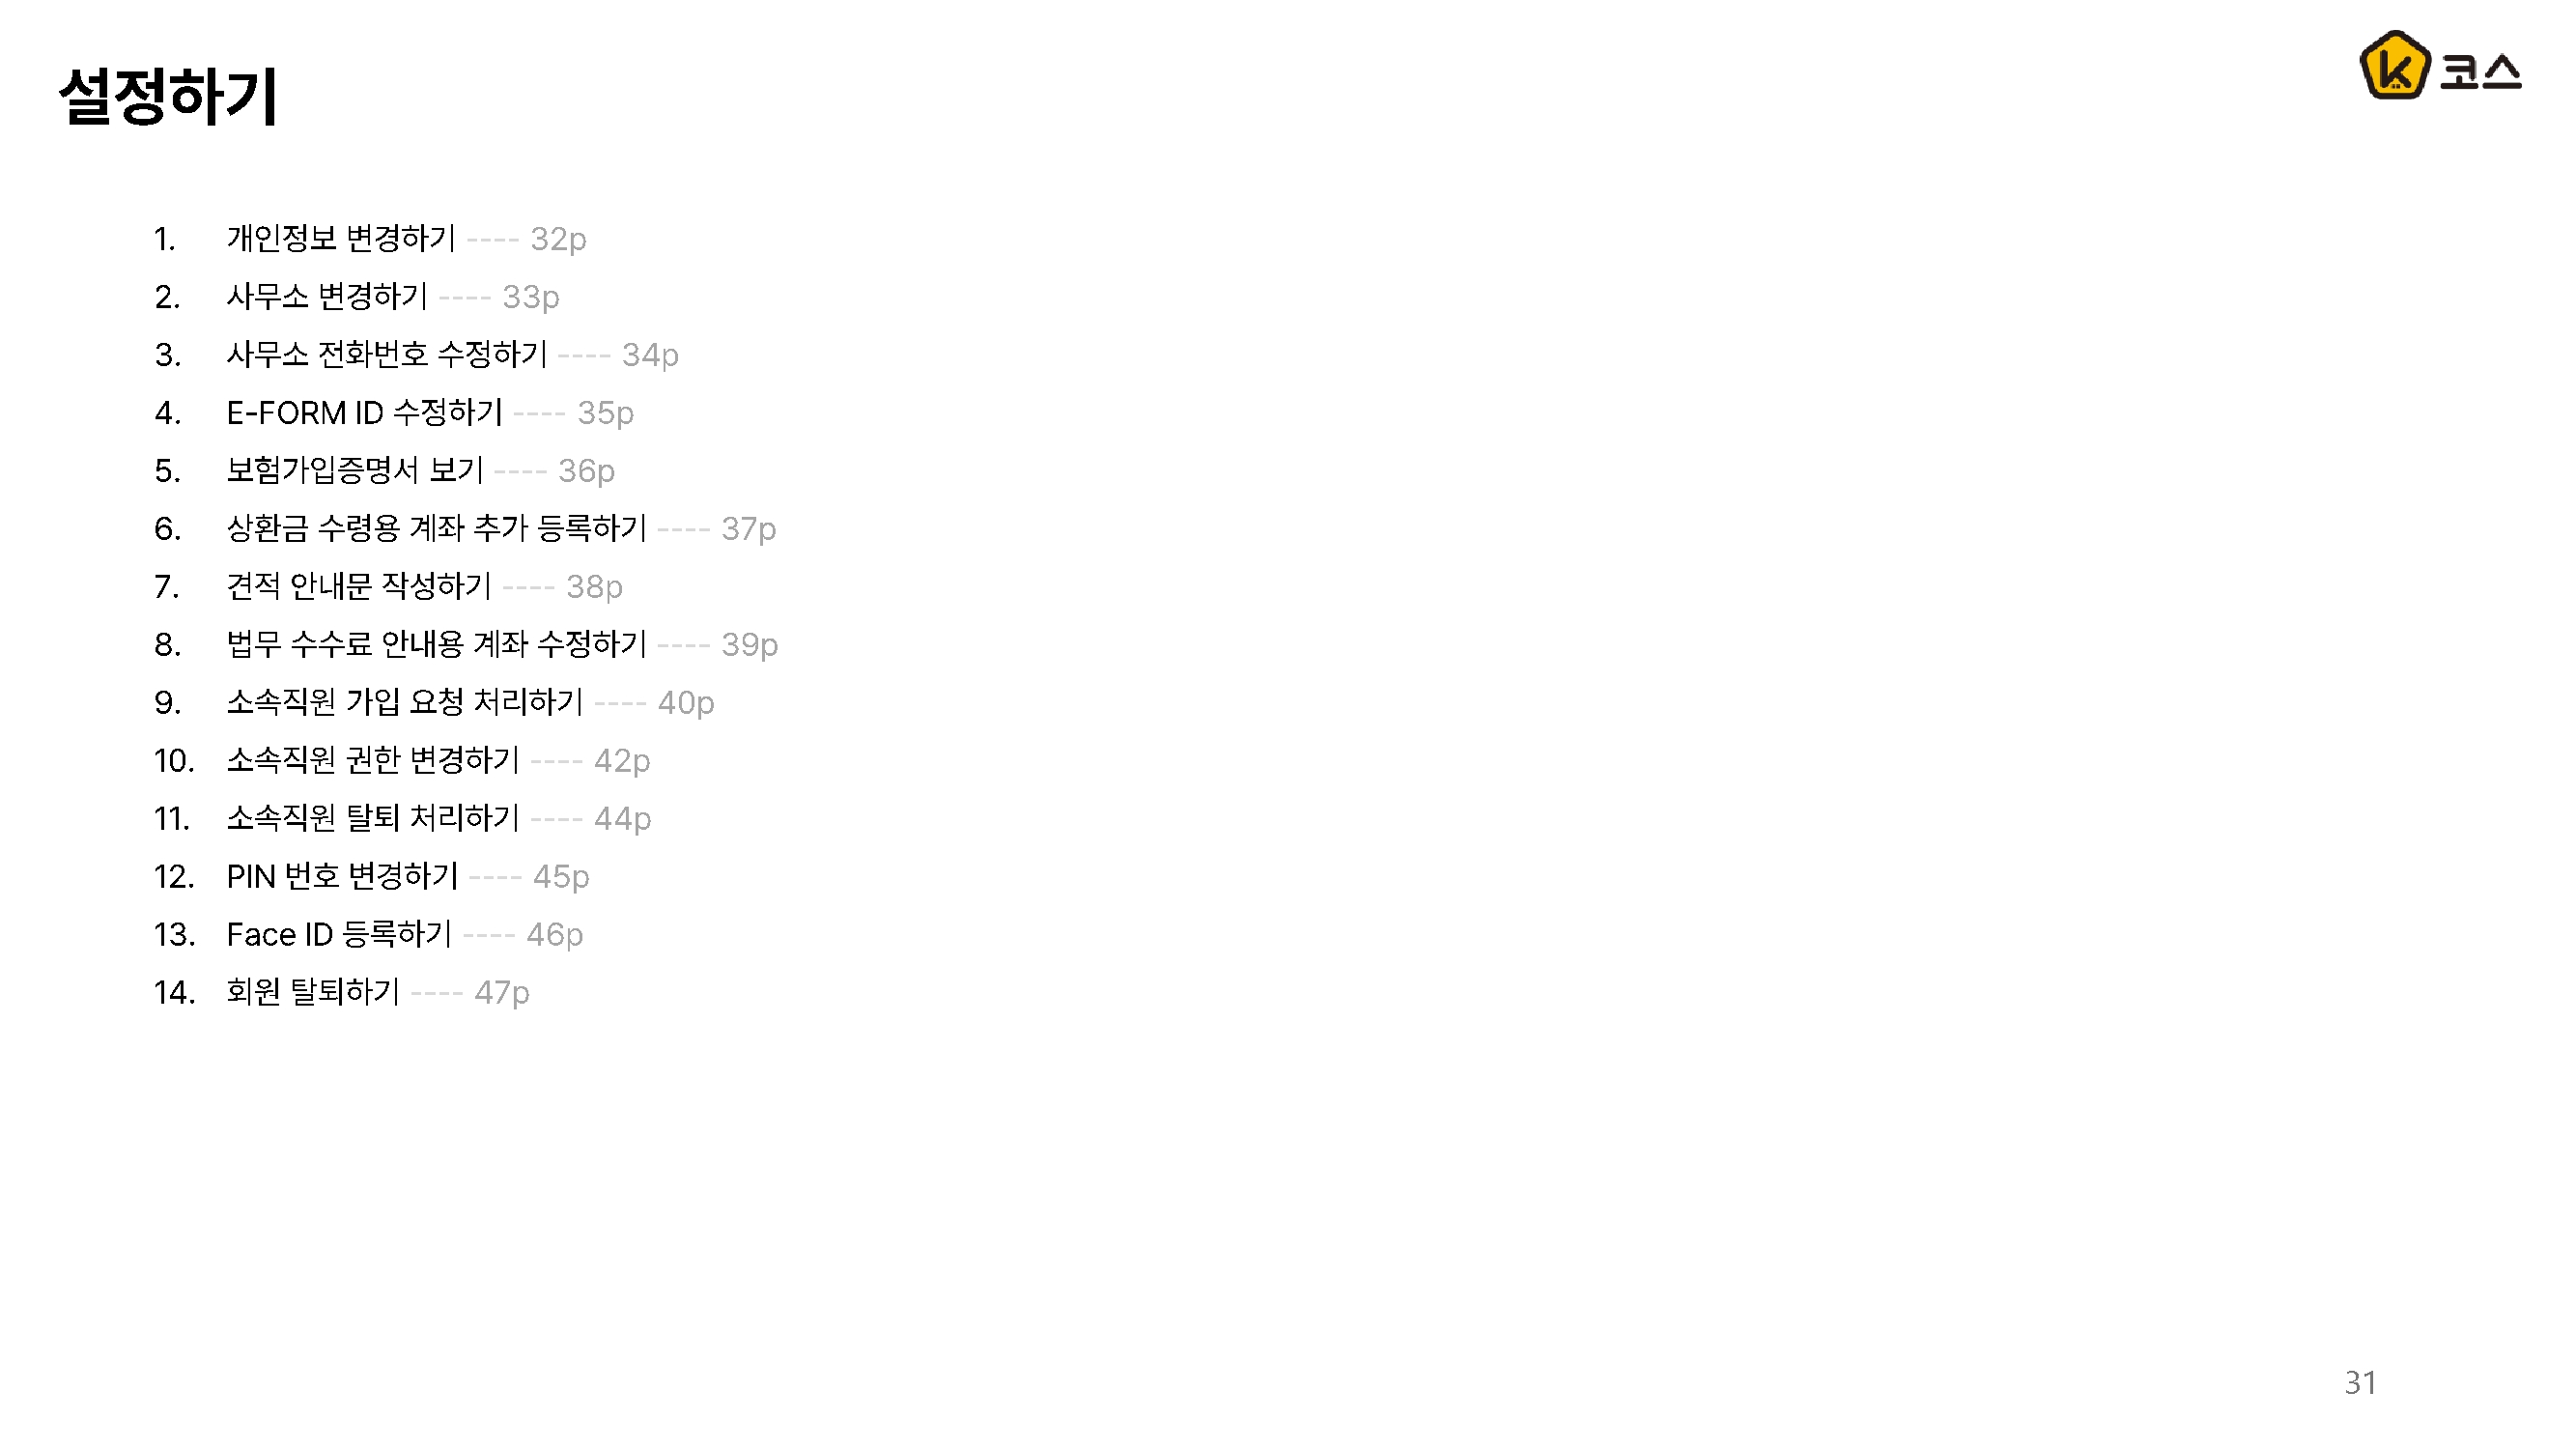 설정하기
코스
1. 개인정보 변경하기 ---- 32p
2. 사무소 변경하기 ---- 33p
3. 사무소 전화번호 수정하기 ---- 34p
4. E-FORM ID 수정하기 ---- 35p
5. 보험가입증명서 보기 ---- 36p
6. 상환금 수령용 계좌 추가 등록하기 ---- 37p
7. 견적 안내문 작성하기 ---- 38p
8. 법무 수수료 안내용 계좌 수정하기 ---- 39p
9. 소속직원 가입 요청 처리하기 ---- 40p
10. 소속직원 권한 변경하기 ---- 42p
11. 소속직원 탈퇴 처리하기 ---- 44p
12. PIN 번호 변경하기 ---- 45p
13. Face ID 등록하기 ---- 46p
14. 회원 탈퇴하기 ---- 47p
31